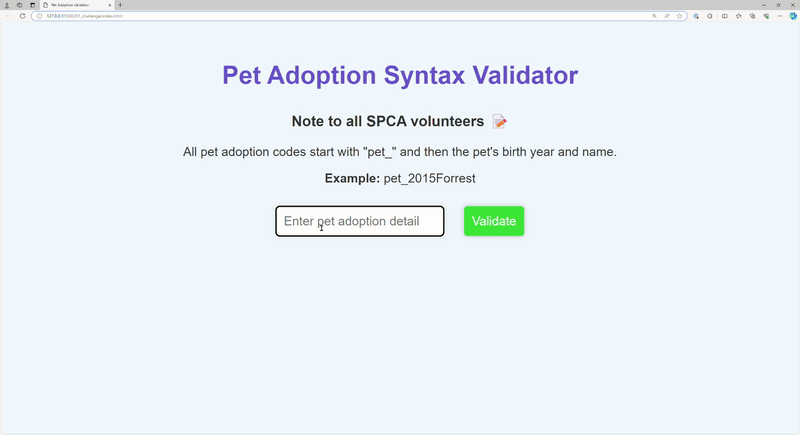 Pet Adoption Validator
127.0.0.1:5500/01_challenge/index.html
Pet Adoption Syntax Validator
Note to all SPCA volunteers 📝
All pet adoption codes start with "pet_" and then the pet's birth year and name.
Example: pet_2015Forrest
Enter pet adoption detail
Validate